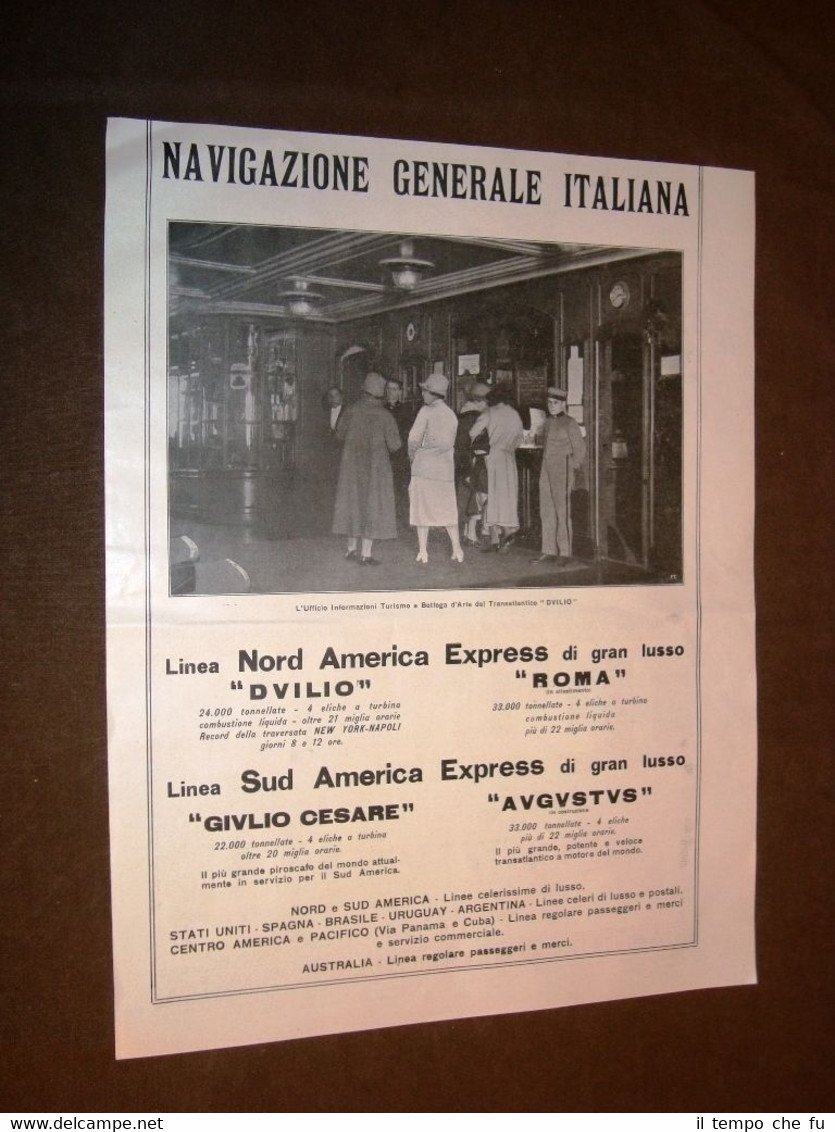 NAVIGAZIONE GENERALE ITALIANA
L'Ufficio Informazioni Turismo e Bottega d'Arte del Transatlantico "DVILIO"
Linea Nord America Express di gran lusso
"DVILIO"
24.000 tonnellate - 4 eliche a turbina
combustione liquida - oltre 21 miglia orarie
Record della traversata NEW YORK-NAPOLI
giorni 8 e 12 ore.
"ROMA"
(in allestimento)
33.000 tonnellate - 4 eliche a turbina
combustione liquida
più di 22 miglia orarie.
Linea Sud America Express di gran lusso
"GIVLIO CESARE"
22.000 tonnellate - 4 eliche a turbina
oltre 20 miglia orarie.
Il più grande piroscafo del mondo attual-
mente in servizio per il Sud America.
"AVGVSTVS"
(in costruzione)
33.000 tonnellate - 4 eliche
più di 22 miglia orarie.
Il più grande, potente e veloce
transatlantico a motore del mondo.
NORD e SUD AMERICA - Linee celerissime di lusso.
STATI UNITI - SPAGNA - BRASILE - URUGUAY - ARGENTINA - Linee celeri di lusso e postali.
CENTRO AMERICA e PACIFICO (Via Panama e Cuba) - Linea regolare passeggeri e merci
e servizio commerciale.
AUSTRALIA - Linea regolare passeggeri e merci.
www.maremagnum.com
il tempo che fu